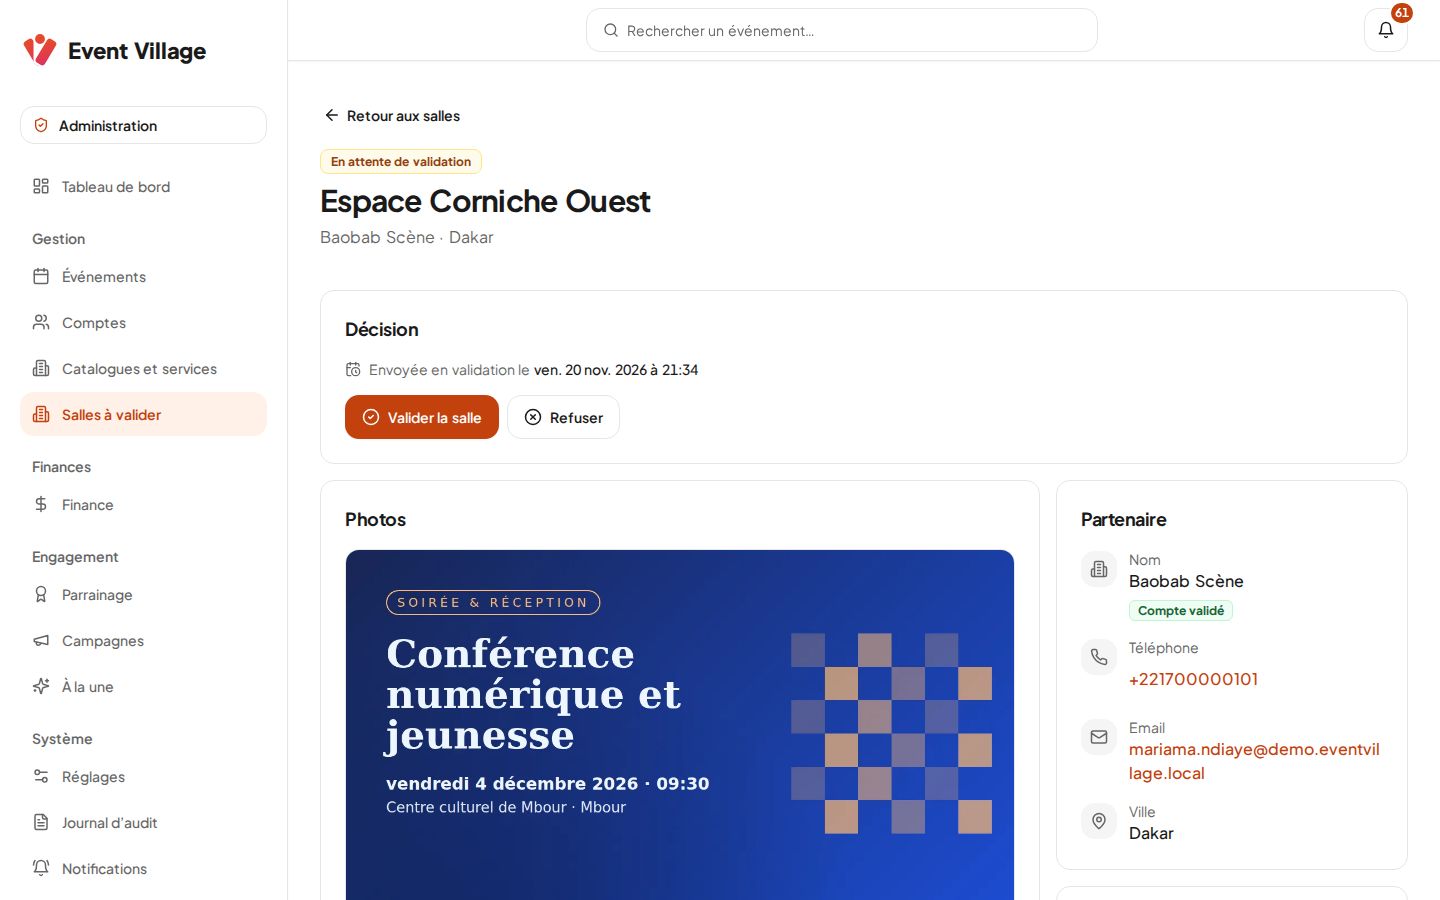 Event Village
Rechercher un événement…
61
Administration
Tableau de bord
Gestion
Événements
Comptes
Catalogues et services
Salles à valider
Finances
Finance
Engagement
Parrainage
Campagnes
À la une
Système
Réglages
Journal d'audit
Notifications
Retour aux salles
En attente de validation
Espace Corniche Ouest
Baobab Scène · Dakar
Décision
Envoyée en validation le ven. 20 nov. 2026 à 21:34
Valider la salle
Refuser
Photos
SOIRÉE & RÉCEPTION
Conférence
numérique et
jeunesse
vendredi 4 décembre 2026 · 09:30
Centre culturel de Mbour · Mbour
Partenaire
Nom
Baobab Scène
Compte validé
Téléphone
+221700000101
Email
mariama.ndiaye@demo.eventvil
lage.local
Ville
Dakar